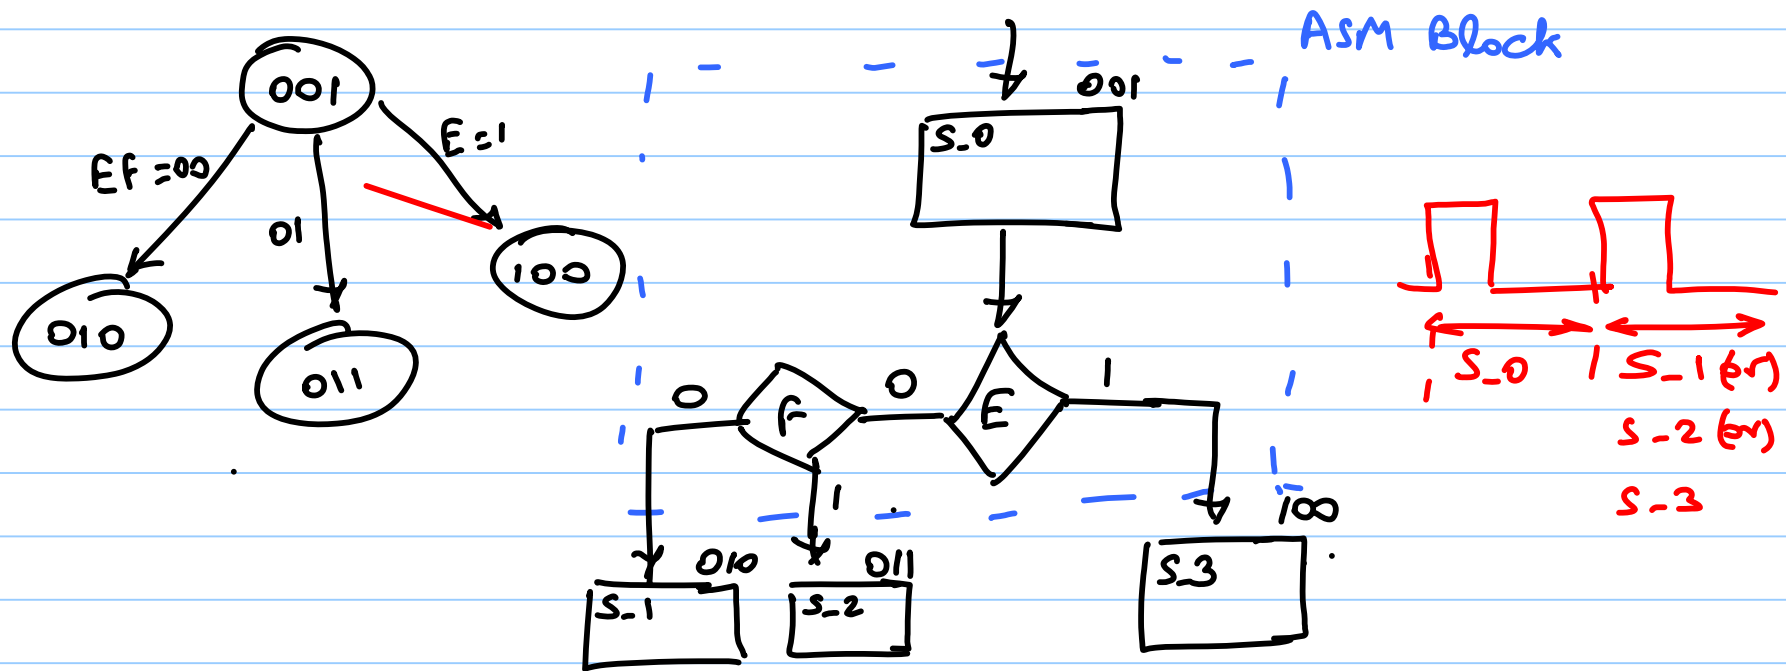 ASM Block
001
E=1
EF=00
01
010
011
100
001
S_0
E
0
1
F
0
1
010
S_1
011
S_2
100
S_3
S_0
S_1 (or)
S_2 (or)
S_3